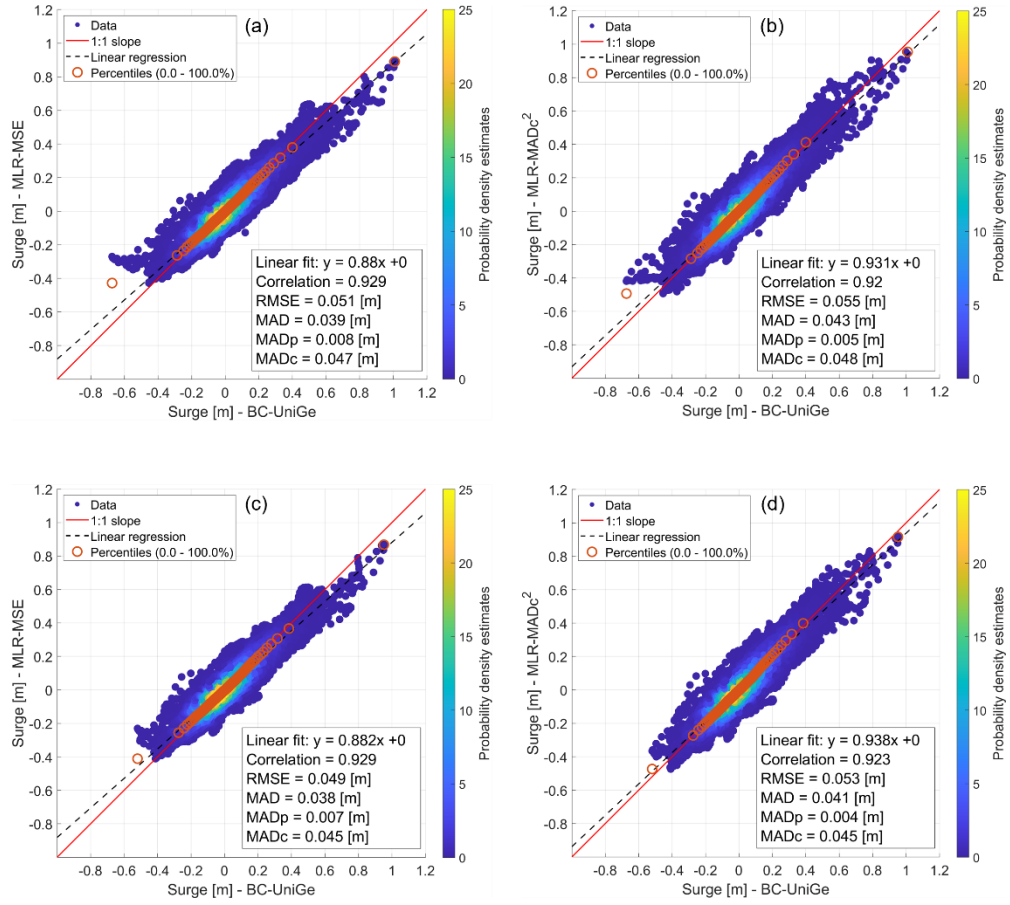 (a)
Data
1:1 slope
Linear regression
Percentiles (0.0 - 100.0%)
Linear fit: y = 0.88x +0
Correlation = 0.929
RMSE = 0.051 [m]
MAD = 0.039 [m]
MADp = 0.008 [m]
MADc = 0.047 [m]
1.2
1
0.8
0.6
0.4
0.2
0
-0.2
-0.4
-0.6
-0.8
Surge [m] - MLR-MSE
-0.8 -0.6 -0.4 -0.2 0 0.2 0.4 0.6 0.8 1 1.2
Surge [m] - BC-UniGe
25
20
15
10
5
0
Probability density estimates
(b)
Data
1:1 slope
Linear regression
Percentiles (0.0 - 100.0%)
Linear fit: y = 0.931x +0
Correlation = 0.92
RMSE = 0.055 [m]
MAD = 0.043 [m]
MADp = 0.005 [m]
MADc = 0.048 [m]
1.2
1
0.8
0.6
0.4
0.2
0
-0.2
-0.4
-0.6
-0.8
Surge [m] - MLR-MADc²
-0.8 -0.6 -0.4 -0.2 0 0.2 0.4 0.6 0.8 1 1.2
Surge [m] - BC-UniGe
25
20
15
10
5
0
Probability density estimates
(c)
Data
1:1 slope
Linear regression
Percentiles (0.0 - 100.0%)
Linear fit: y = 0.882x +0
Correlation = 0.929
RMSE = 0.049 [m]
MAD = 0.038 [m]
MADp = 0.007 [m]
MADc = 0.045 [m]
1.2
1
0.8
0.6
0.4
0.2
0
-0.2
-0.4
-0.6
-0.8
Surge [m] - MLR-MSE
-0.8 -0.6 -0.4 -0.2 0 0.2 0.4 0.6 0.8 1 1.2
Surge [m] - BC-UniGe
25
20
15
10
5
0
Probability density estimates
(d)
Data
1:1 slope
Linear regression
Percentiles (0.0 - 100.0%)
Linear fit: y = 0.938x +0
Correlation = 0.923
RMSE = 0.053 [m]
MAD = 0.041 [m]
MADp = 0.004 [m]
MADc = 0.045 [m]
1.2
1
0.8
0.6
0.4
0.2
0
-0.2
-0.4
-0.6
-0.8
Surge [m] - MLR-MADc²
-0.8 -0.6 -0.4 -0.2 0 0.2 0.4 0.6 0.8 1 1.2
Surge [m] - BC-UniGe
25
20
15
10
5
0
Probability density estimates